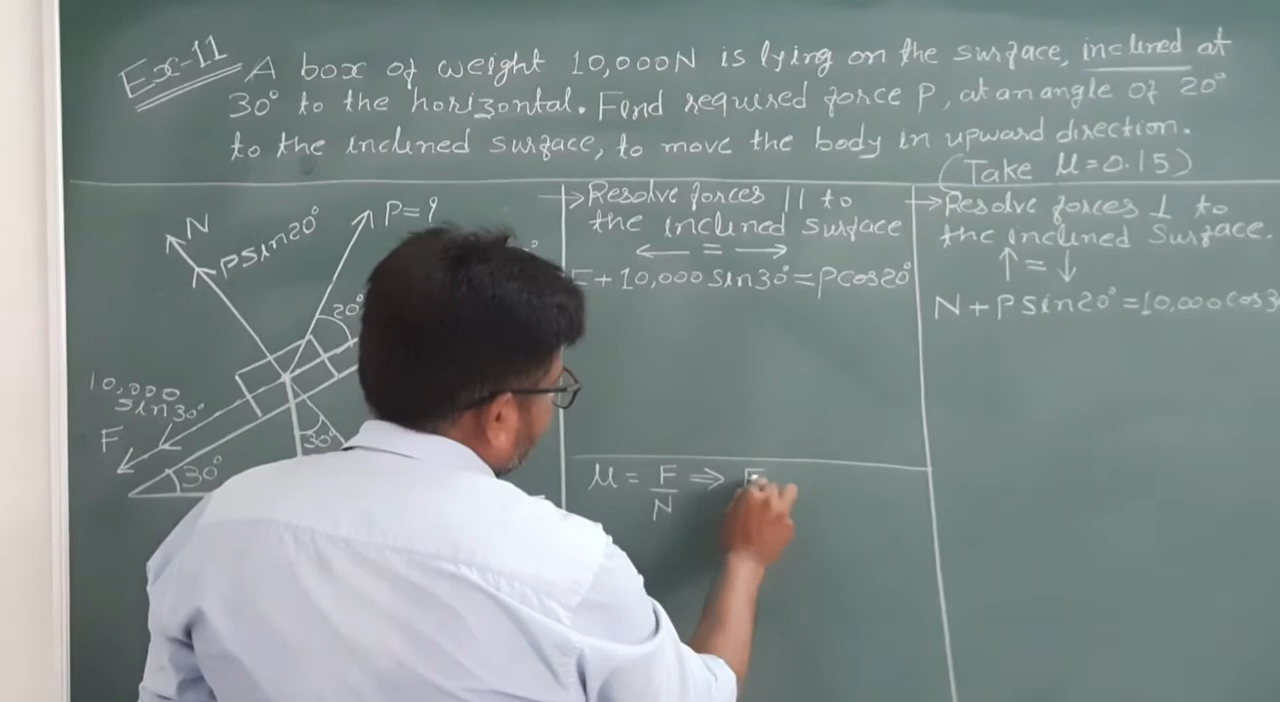 Ex-11 A box of weight 10,000N is lying on the surface, inclined at
30° to the horizontal. Find required force P, at an angle of 20°
to the inclined surface, to move the body in upward direction.
(Take μ=0.15)
N
Psin20°
P=?
20°
10,000
sin30°
F
30°
30°
→Resolve forces || to
the inclined surface
← = →
F+10,000 sin30°=Pcos20°
μ = F/N ⇒ F
→Resolve forces ⊥ to
the inclined Surface.
↑=↓
N+Psin20°=10,000cos3